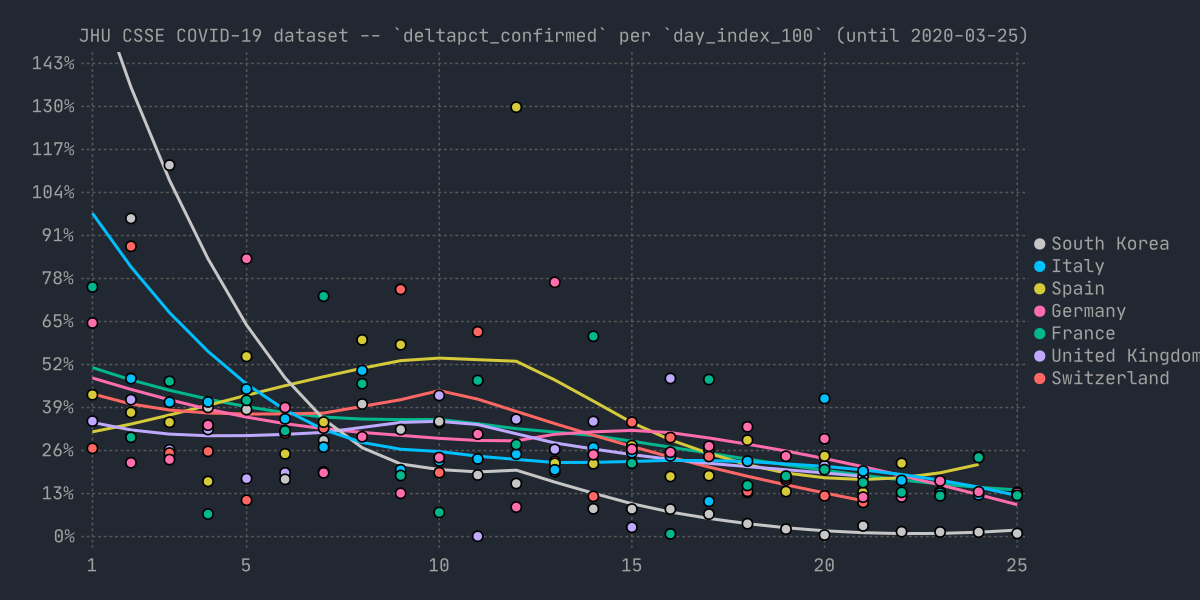 JHU CSSE COVID-19 dataset -- `deltapct_confirmed` per `day_index_100` (until 2020-03-25)
143%
130%
117%
104%
91%
78%
65%
52%
39%
26%
13%
0%
1 5 10 15 20 25
South Korea
Italy
Spain
Germany
France
United Kingdom
Switzerland